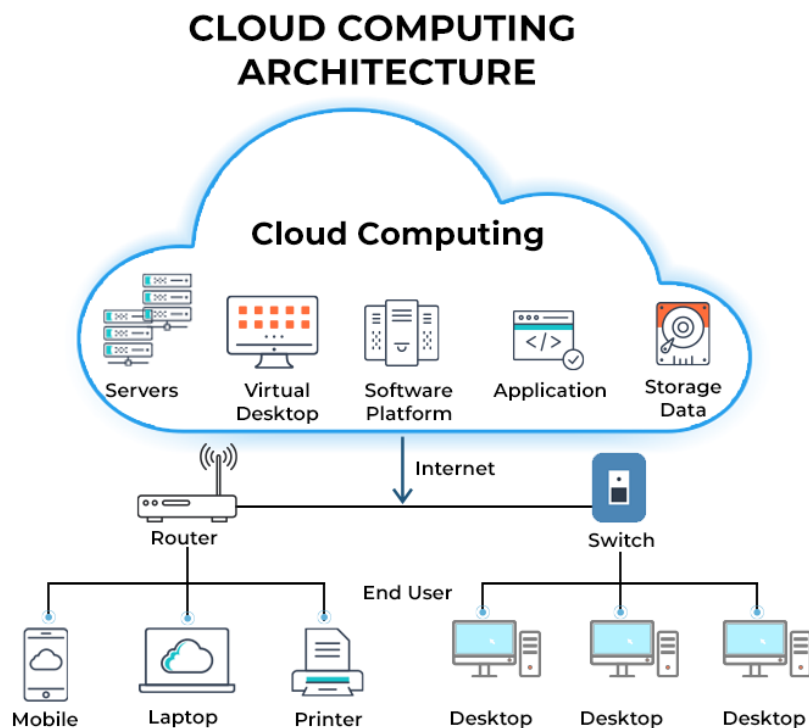 CLOUD COMPUTING
ARCHITECTURE
Cloud Computing
Servers
Virtual
Desktop
Software
Platform
Application
</>
Storage
Data
Internet
Router
Switch
End User
Mobile
Laptop
Printer
Desktop
Desktop
Desktop